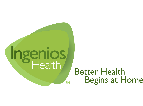 Ingenios
Health
Better Health
Begins at Home